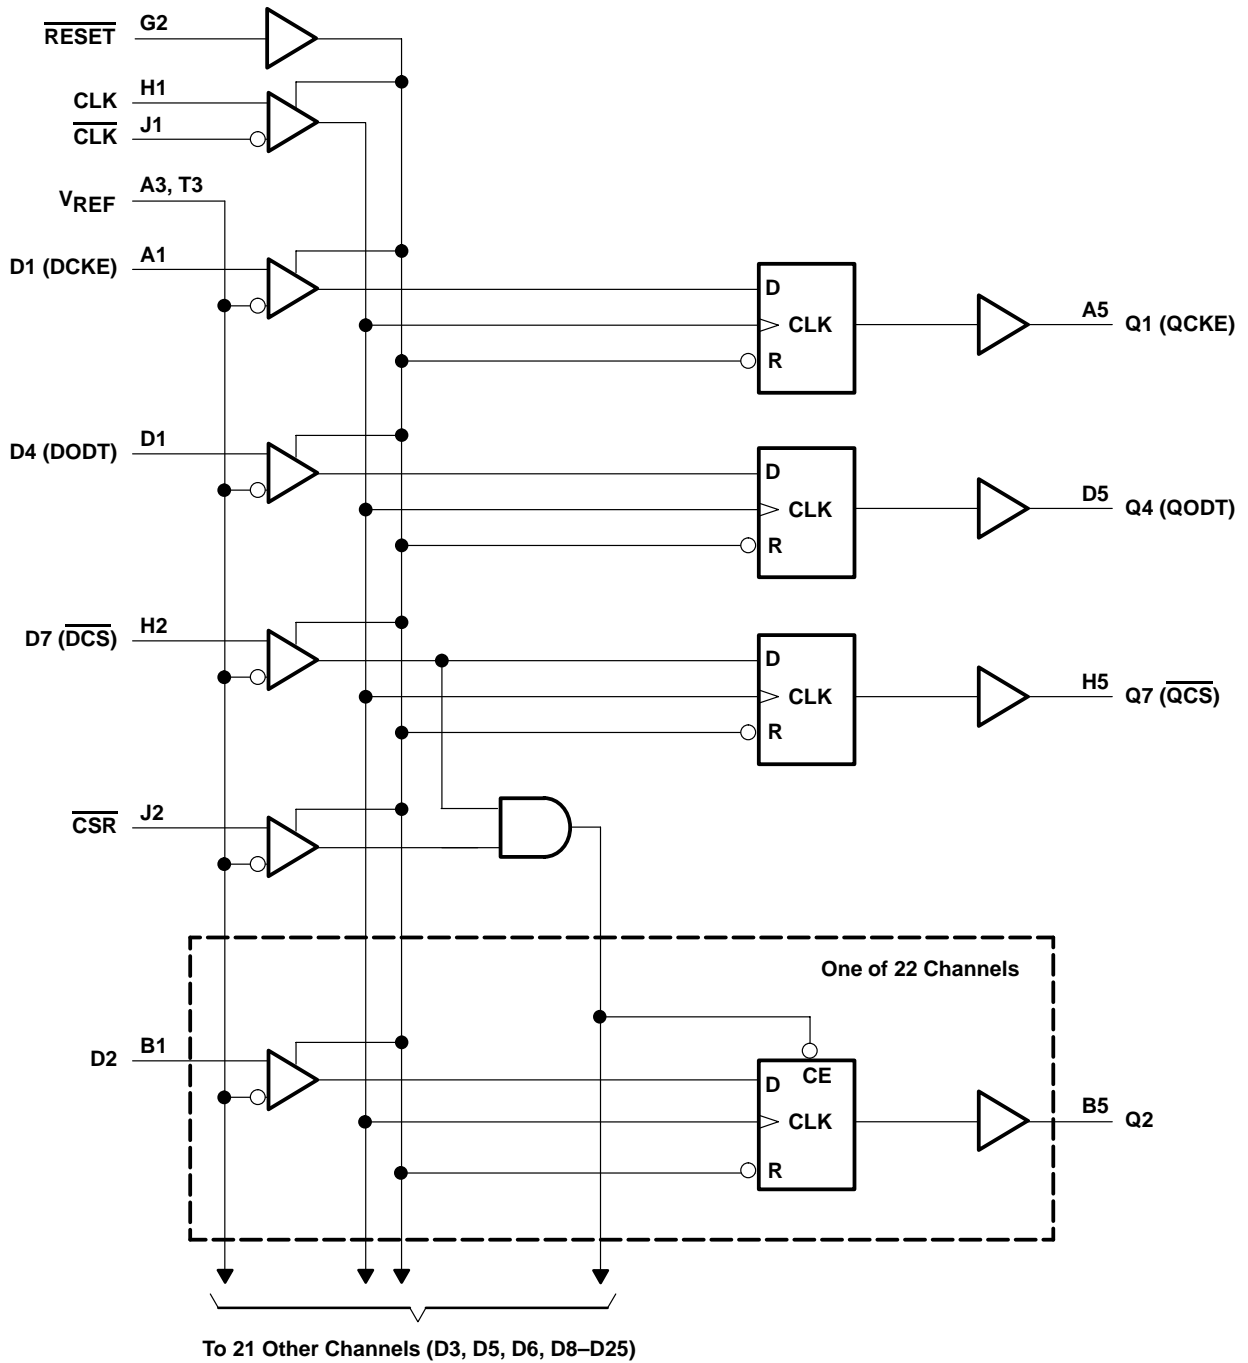 RESET G2
CLK H1
CLK J1
VREF A3, T3
D1 (DCKE) A1
D
CLK
R
A5 Q1 (QCKE)
D4 (DODT) D1
D
CLK
R
D5 Q4 (QODT)
D7 (DCS) H2
D
CLK
R
H5 Q7 (QCS)
CSR J2
One of 22 Channels
D2 B1
CE
D
CLK
R
B5 Q2
To 21 Other Channels (D3, D5, D6, D8–D25)